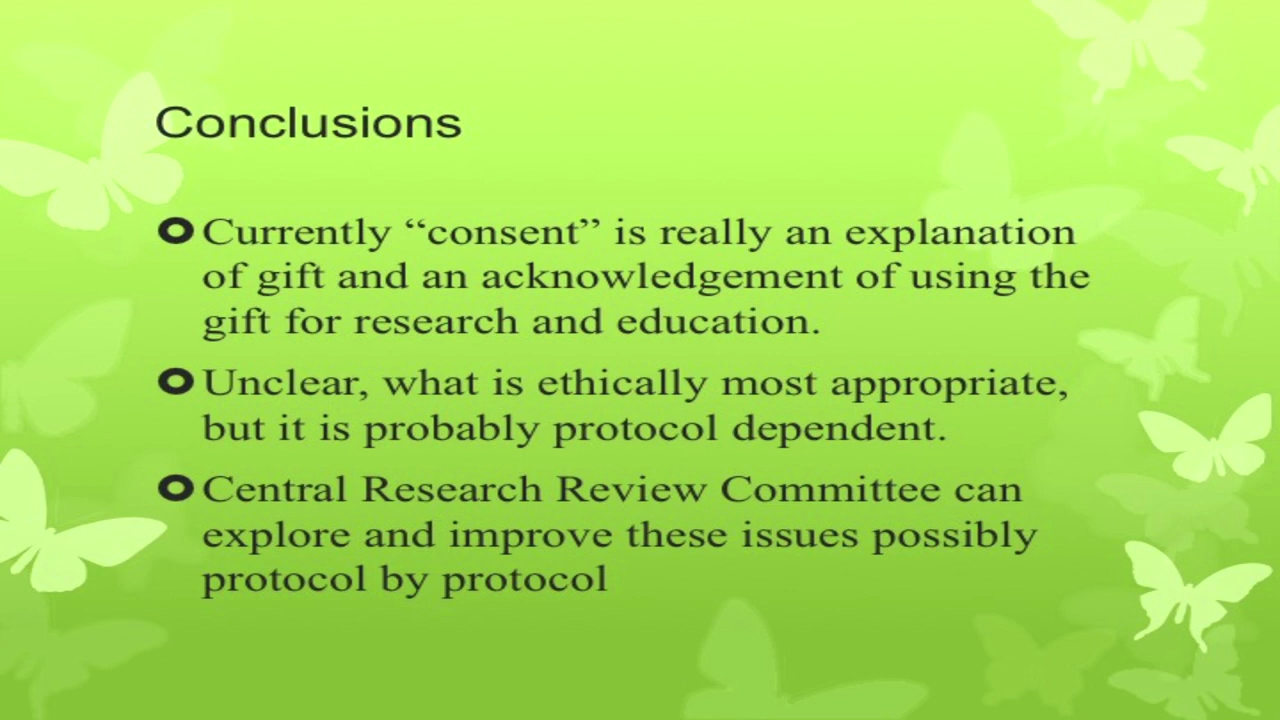 Conclusions
Currently “consent” is really an explanation
of gift and an acknowledgement of using the
gift for research and education.
Unclear, what is ethically most appropriate,
but it is probably protocol dependent.
Central Research Review Committee can
explore and improve these issues possibly
protocol by protocol